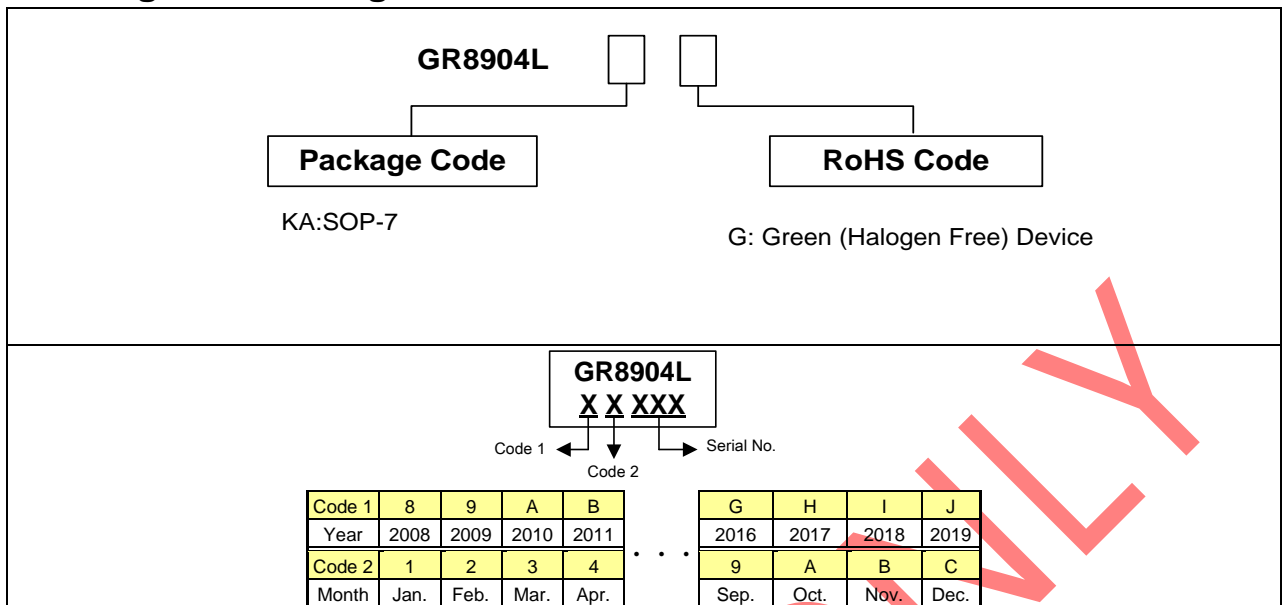 GR8904L
Package Code RoHS Code
KA:SOP-7
G: Green (Halogen Free) Device
GR8904L
X X XXX
Code 1 Serial No.
Code 2
Code 1 8 9 A B G H I J
Year 2008 2009 2010 2011 . . . 2016 2017 2018 2019
Code 2 1 2 3 4 9 A B C
Month Jan. Feb. Mar. Apr. Sep. Oct. Nov. Dec.